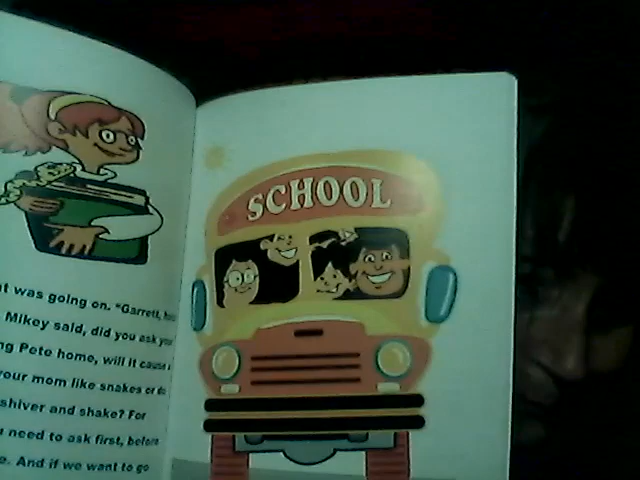 t was going on. "Garrett,
Mikey said, did you ask
ng Pete home, will it cause
your mom like snakes or do
shiver and shake? For
need to ask first, before
e. And if we want to go
SCHOOL